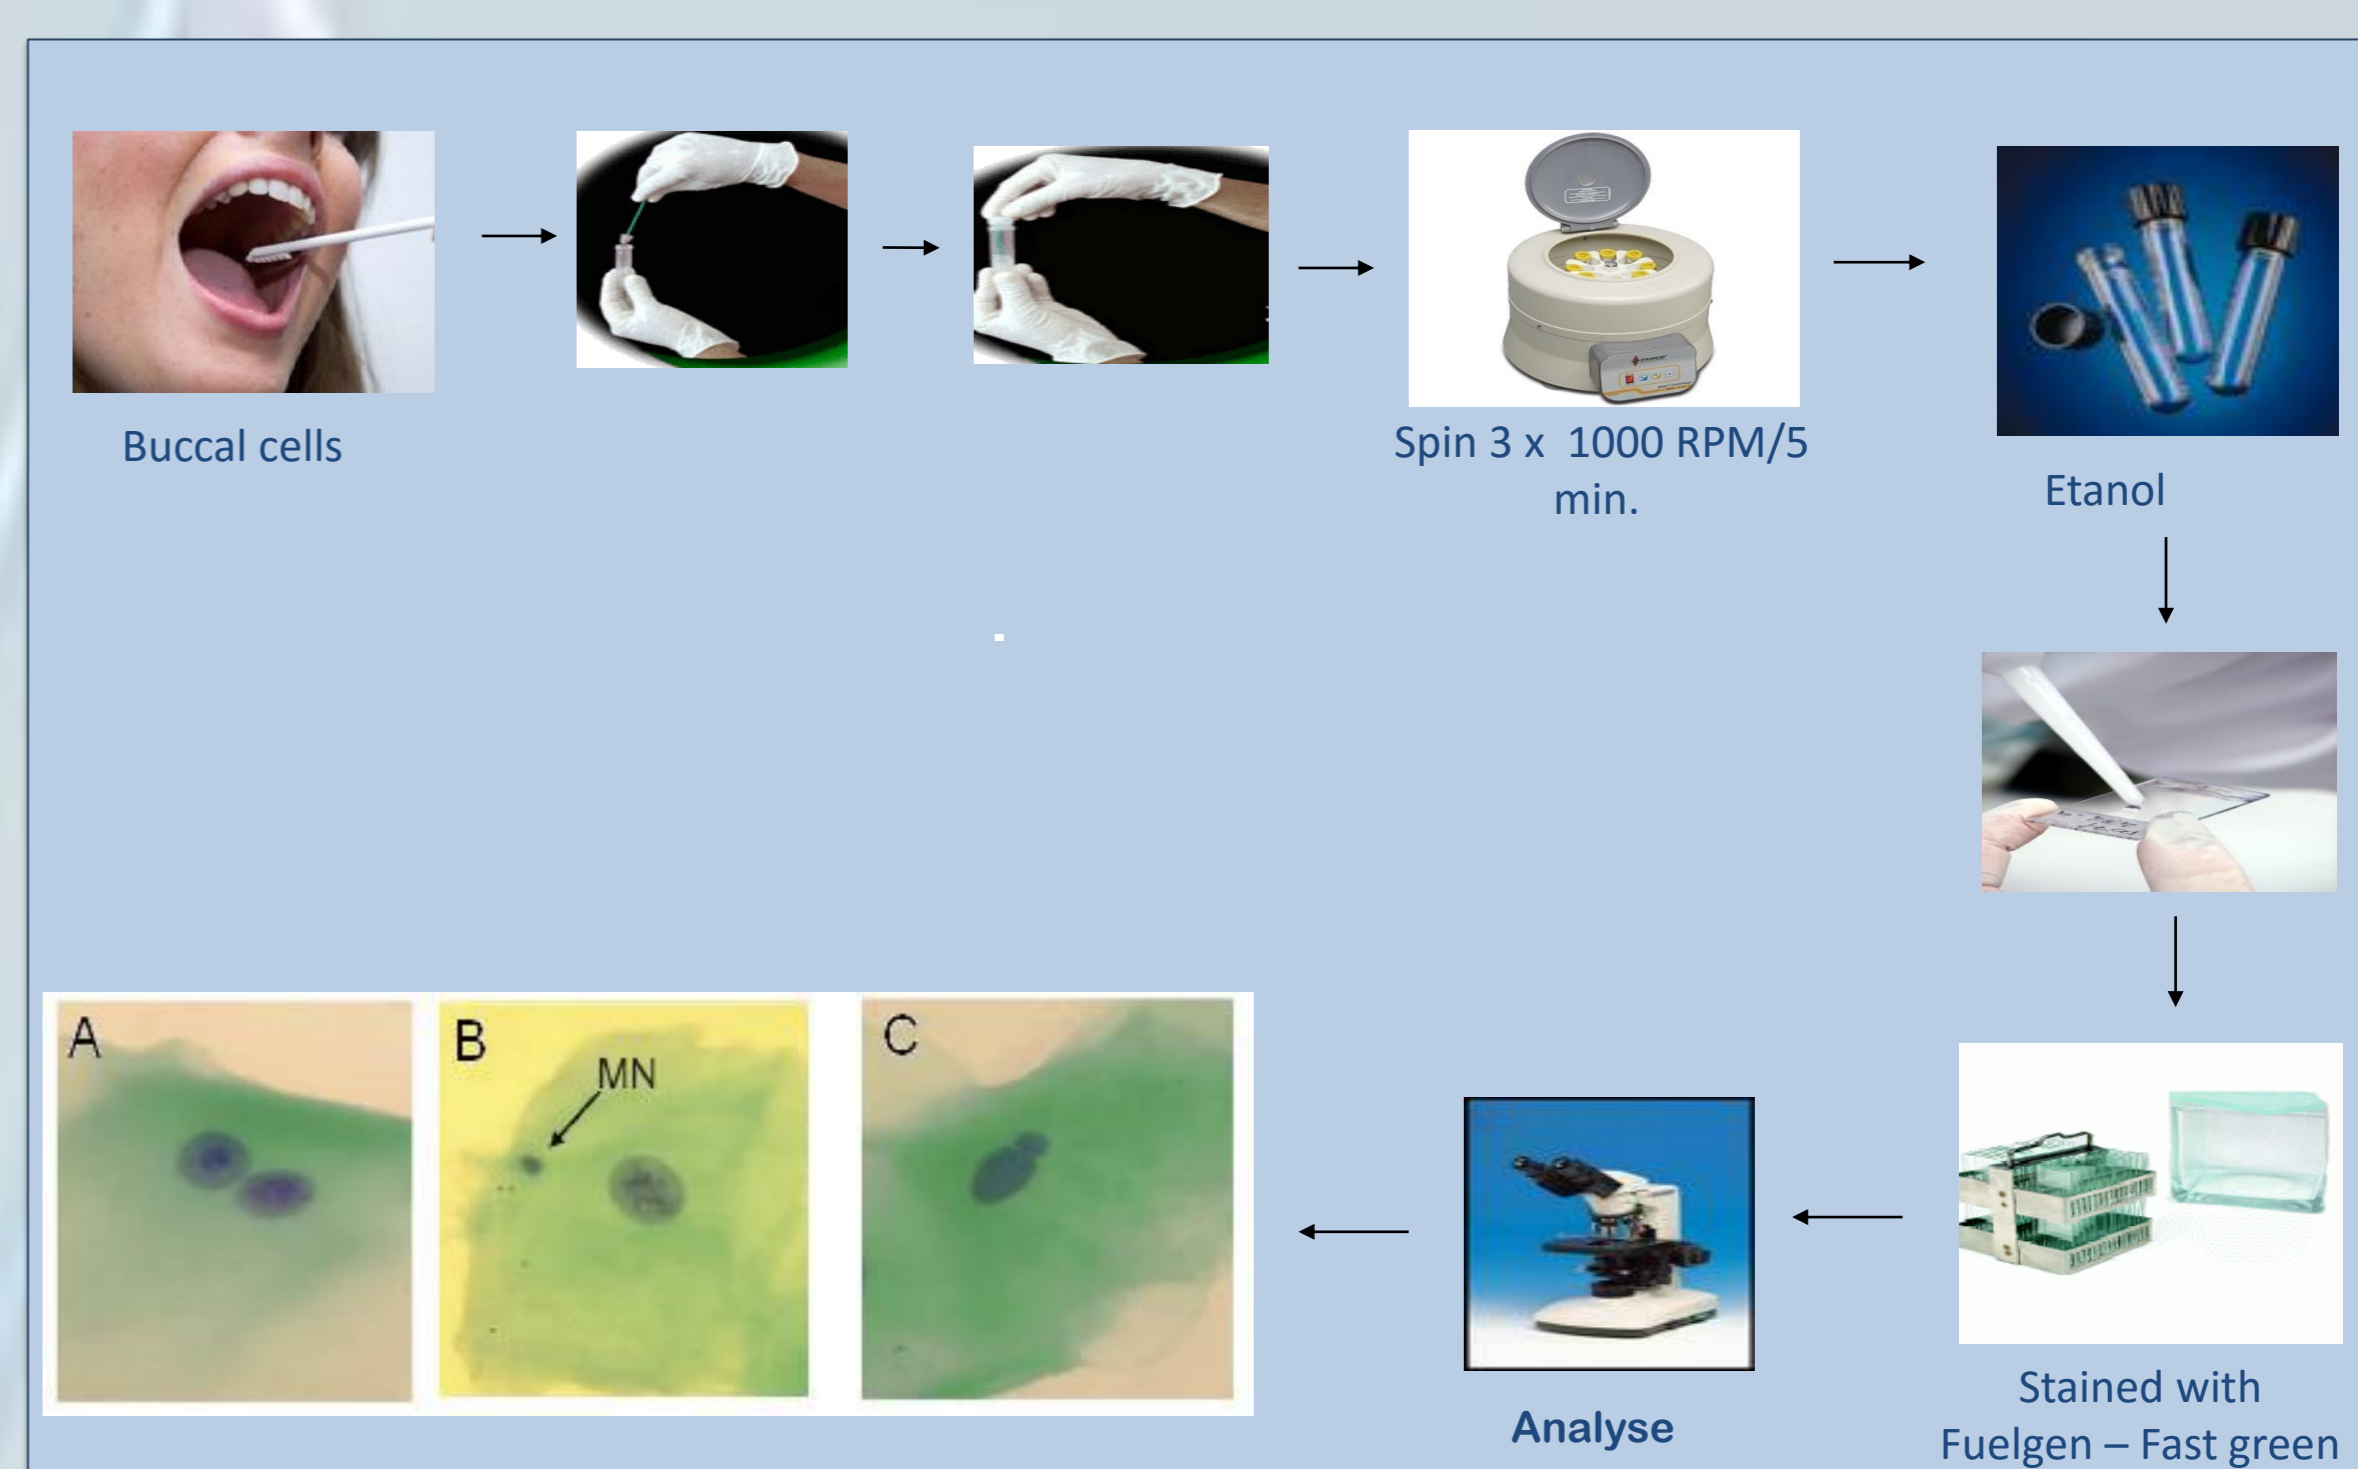 Buccal cells
Spin 3 x 1000 RPM/5
min.
Etanol
A
B
MN
C
Analyse
Stained with
Fuelgen – Fast green